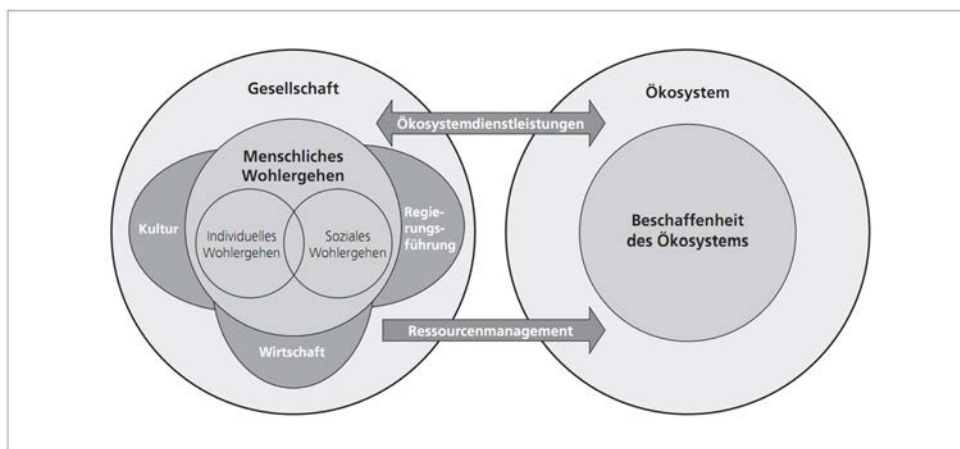 Gesellschaft
Ökosystem
Ökosystemdienstleistungen
Menschliches
Wohlergehen
Kultur
Regie-
rungs-
führung
Individuelles
Wohlergehen
Soziales
Wohlergehen
Beschaffenheit
des Ökosystems
Ressourcenmanagement
Wirtschaft